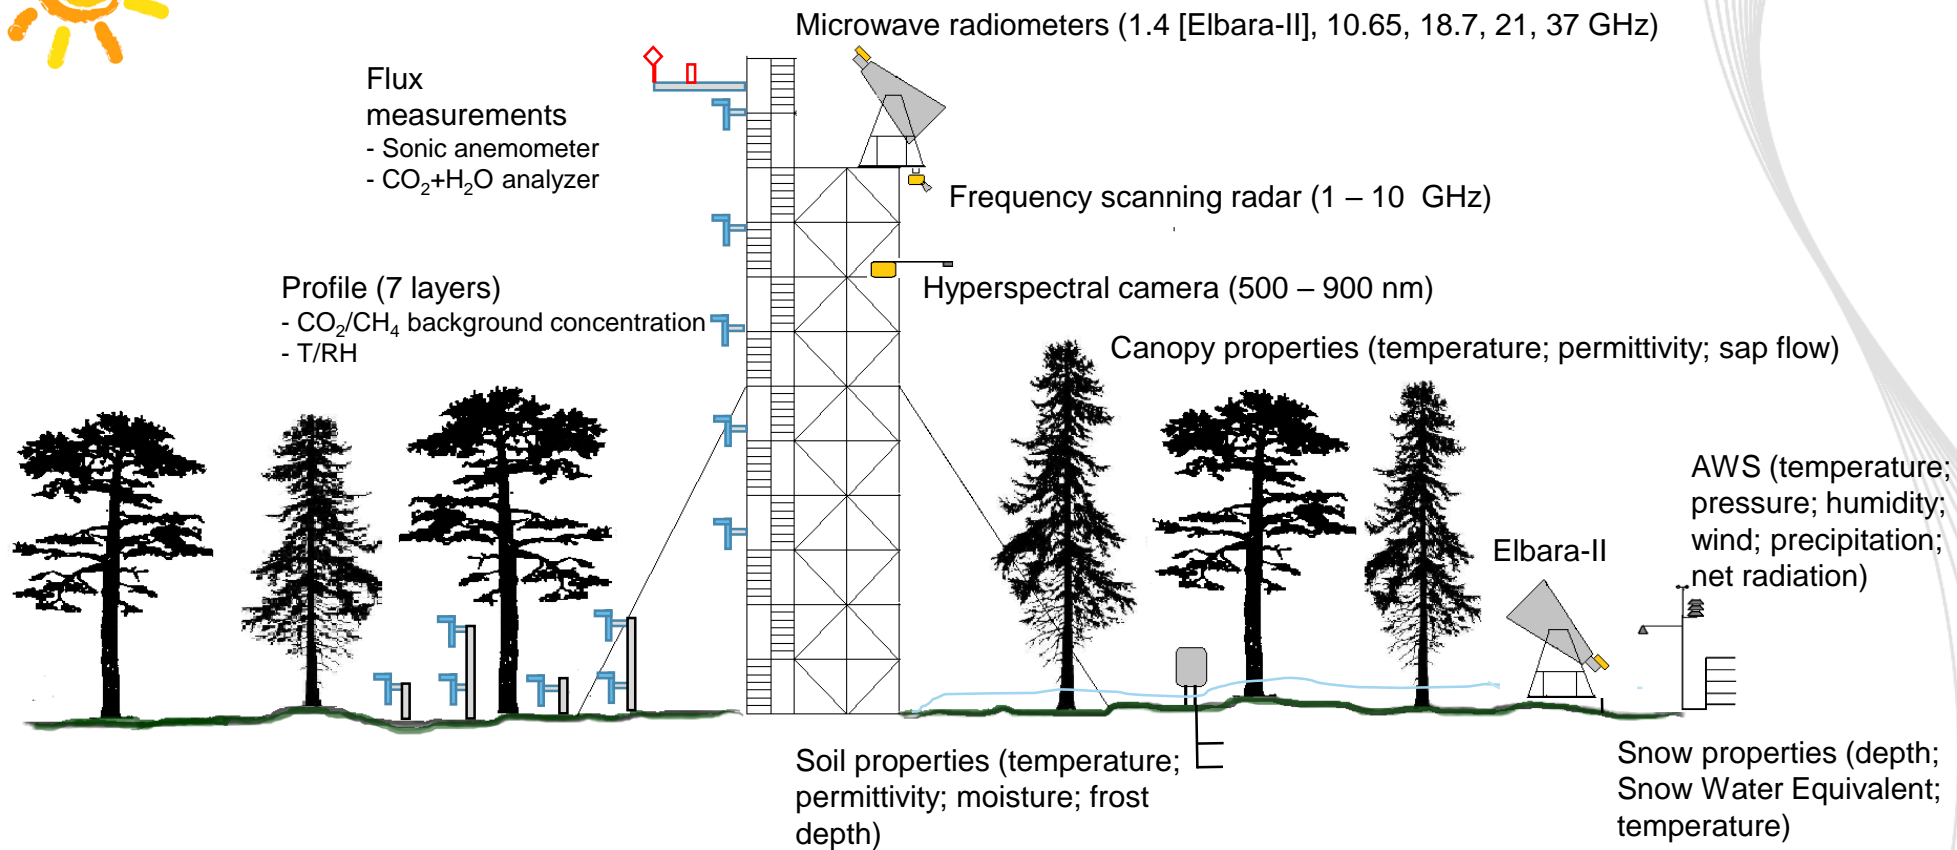 Microwave radiometers (1.4 [Elbara-II], 10.65, 18.7, 21, 37 GHz)
Flux
measurements
- Sonic anemometer
- CO₂+H₂O analyzer
Frequency scanning radar (1 – 10  GHz)
Profile (7 layers)
- CO₂/CH₄ background concentration
- T/RH
Hyperspectral camera (500 – 900 nm)
Canopy properties (temperature; permittivity; sap flow)
AWS (temperature;
pressure; humidity;
wind; precipitation;
net radiation)
Elbara-II
Soil properties (temperature;
permittivity; moisture; frost
depth)
Snow properties (depth;
Snow Water Equivalent;
temperature)